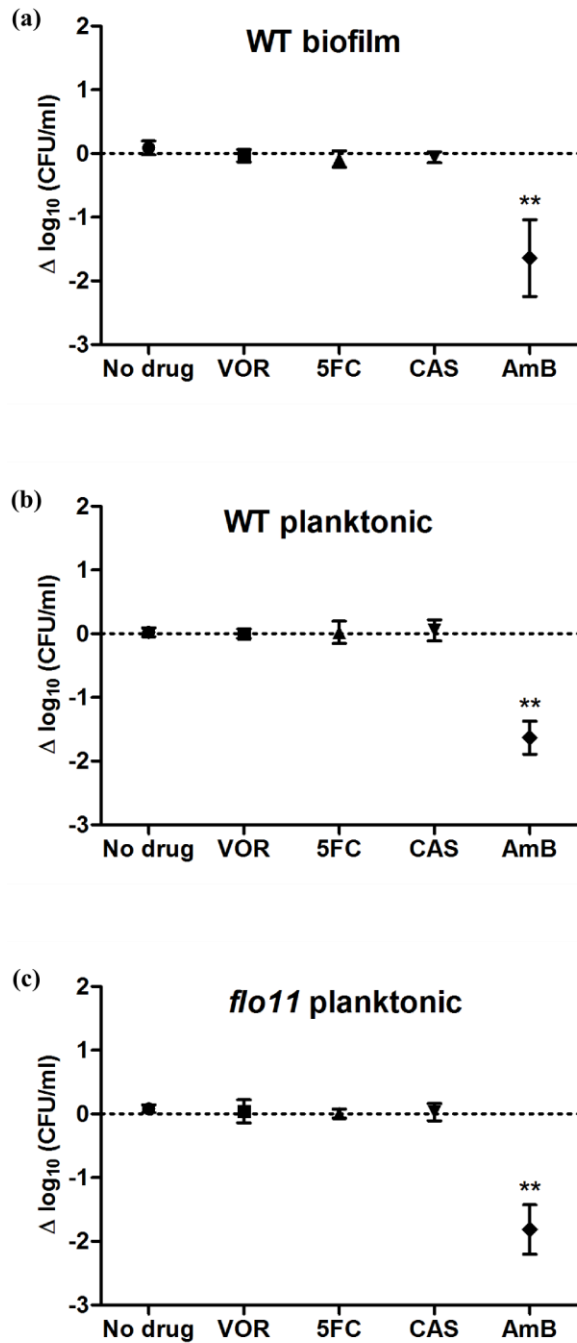 (a)
WT biofilm
Δ log10 (CFU/ml)
2
1
0
-1
-2
-3
**
No drug VOR 5FC CAS AmB
(b)
WT planktonic
Δ log10 (CFU/ml)
2
1
0
-1
-2
-3
**
No drug VOR 5FC CAS AmB
(c)
flo11 planktonic
Δ log10 (CFU/ml)
2
1
0
-1
-2
-3
**
No drug VOR 5FC CAS AmB